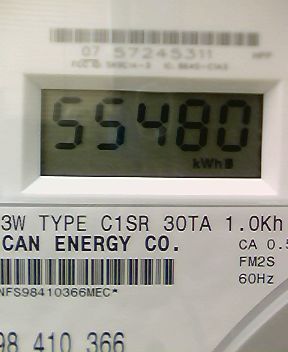 07 57245311
55480
kWh
3W TYPE C1SR 30TA 1.0Kh
CAN ENERGY CO.
CA 0.5
FM2S
60Hz
NFS98410366MEC*
98 410 366